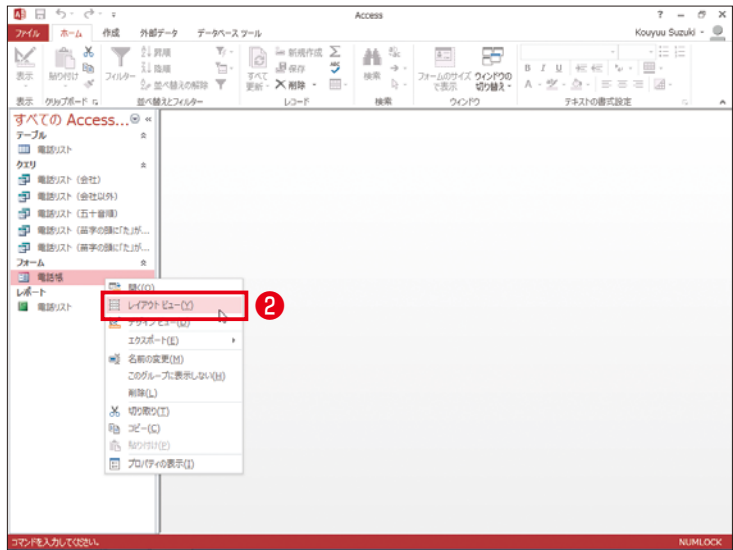 Access
ファイル ホーム 作成 外部データ データベース ツール Kouyuu Suzuki
表示 貼り付け フィルター 昇順 降順 並べ替えの解除 すべて更新 新規作成 保存 削除 検索 フォームのサイズで表示 ウィンドウの切り替え
B I U A
表示 クリップボード 並べ替えとフィルター レコード 検索 ウィンドウ テキストの書式設定
すべての Access...
テーブル
電話リスト
クエリ
電話リスト（会社）
電話リスト（会社以外）
電話リスト（五十音順）
電話リスト（苗字の頭に「た」が...
電話リスト（苗字の頭に「た」が...
フォーム
電話帳
レポート
電話リスト
開く(O)
レイアウト ビュー(Y)
2
デザイン ビュー(D)
エクスポート(E)
名前の変更(M)
このグループに表示しない(H)
削除(L)
切り取り(T)
コピー(C)
貼り付け(P)
プロパティの表示(I)
コマンドを入力してください。 NUMLOCK